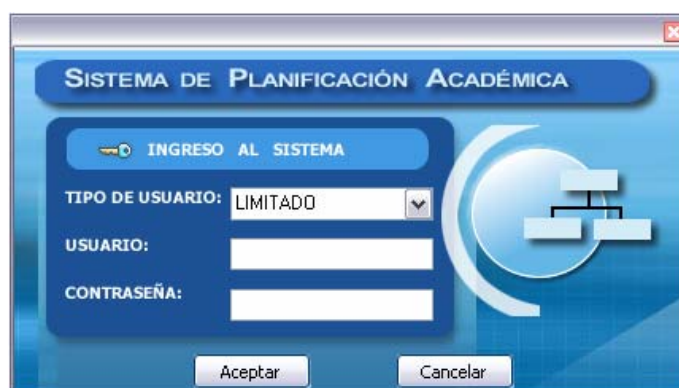 SISTEMA DE PLANIFICACIÓN ACADÉMICA
INGRESO AL SISTEMA
TIPO DE USUARIO: LIMITADO
USUARIO:
CONTRASEÑA:
Aceptar Cancelar